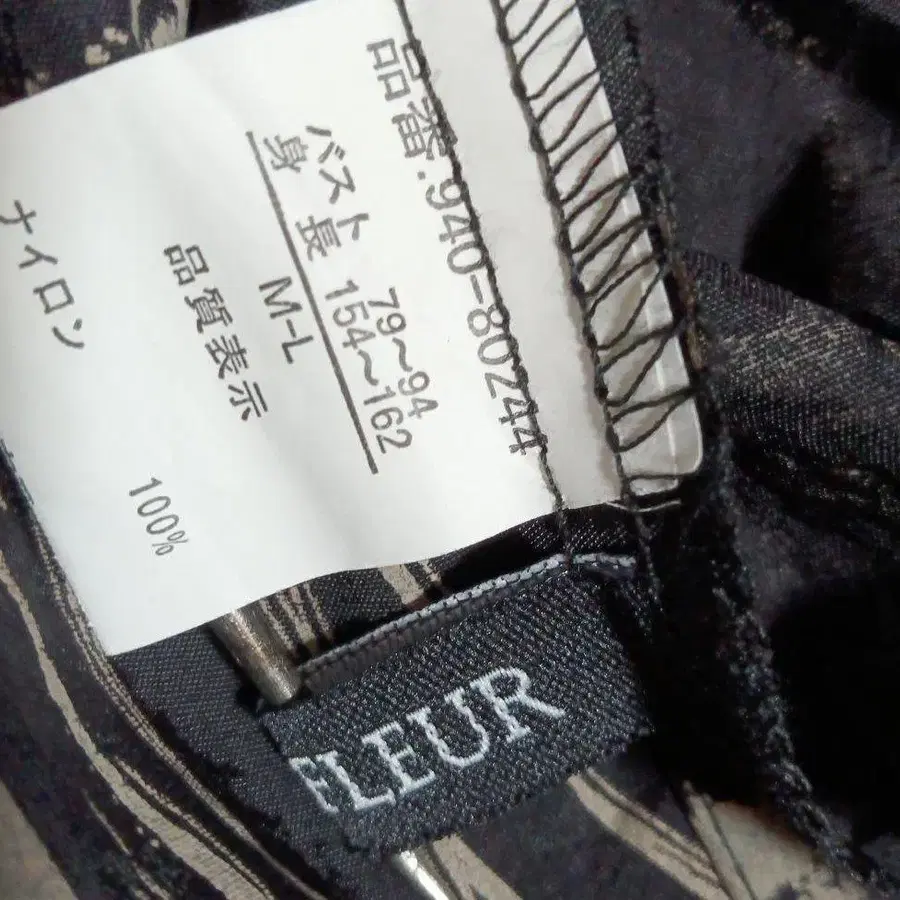 品番.940-80244
バスト 79〜94
身 長 154〜162
M-L
品質表示
ナイロン 100%
FLEUR